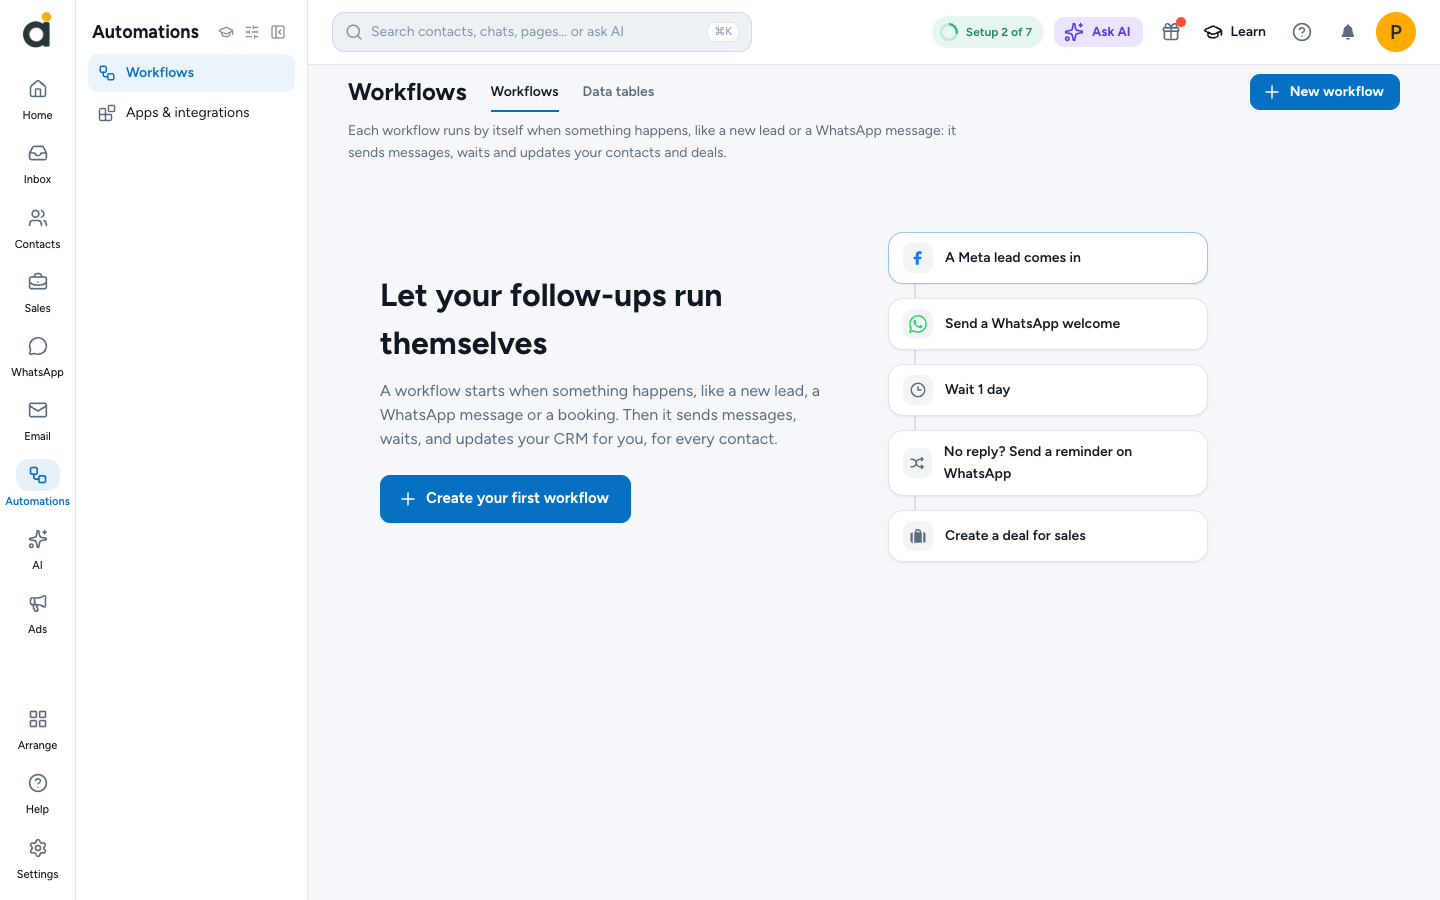 Automations
Search contacts, chats, pages... or ask AI
⌘K
Setup 2 of 7
Ask AI
Learn
P
Home
Inbox
Contacts
Sales
WhatsApp
Email
Automations
AI
Ads
Arrange
Help
Settings
Workflows
Apps & integrations
Workflows
Workflows
Data tables
New workflow
Each workflow runs by itself when something happens, like a new lead or a WhatsApp message: it
sends messages, waits and updates your contacts and deals.
Let your follow-ups run
themselves
A workflow starts when something happens, like a new lead, a
WhatsApp message or a booking. Then it sends messages,
waits, and updates your CRM for you, for every contact.
Create your first workflow
A Meta lead comes in
Send a WhatsApp welcome
Wait 1 day
No reply? Send a reminder on
WhatsApp
Create a deal for sales